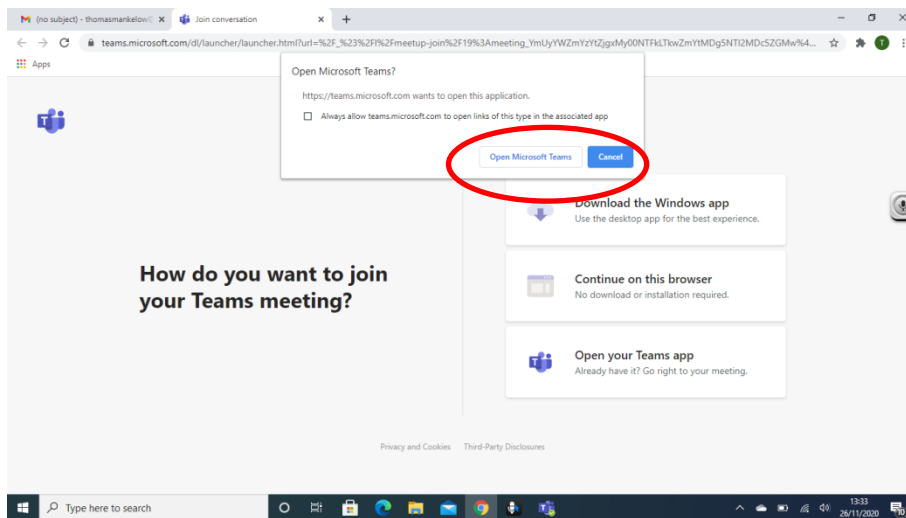 (no subject) - thomasmankelow
Join conversation
teams.microsoft.com/dl/launcher/launcher.html?url=%2F_%23%2Fl%2Fmeetup-join%2F19%3Ameeting_YmUyYWZmYzYtZjgxMy00NTFkLTkwZmYtMDg5NTI2MDc5ZGMw%4...
T
Apps
Open Microsoft Teams?
https://teams.microsoft.com wants to open this application.
Always allow teams.microsoft.com to open links of this type in the associated app
Open Microsoft Teams
Cancel
Download the Windows app
Use the desktop app for the best experience.
How do you want to join
your Teams meeting?
Continue on this browser
No download or installation required.
Open your Teams app
Already have it? Go right to your meeting.
Privacy and Cookies
Third-Party Disclosures
Type here to search
13:33
26/11/2020